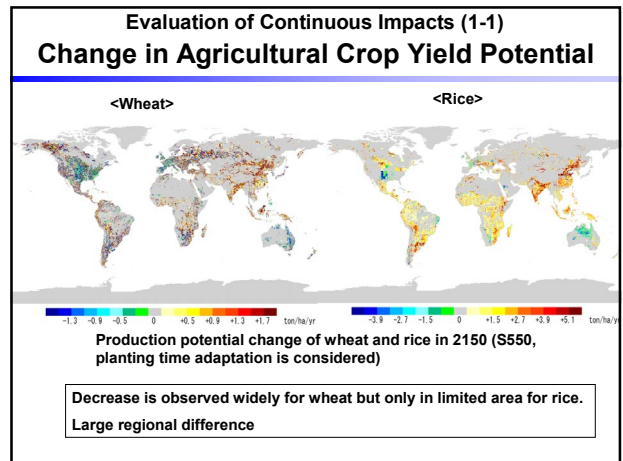 Evaluation of Continuous Impacts (1-1)
Change in Agricultural Crop Yield Potential
<Wheat>
<Rice>
-1.3 -0.9 -0.5 0 +0.5 +0.9 +1.3 +1.7 ton/ha/yr
-3.9 -2.7 -1.5 0 +1.5 +2.7 +3.9 +5.1 ton/ha/yr
Production potential change of wheat and rice in 2150 (S550,
planting time adaptation is considered)
Decrease is observed widely for wheat but only in limited area for rice.
Large regional difference